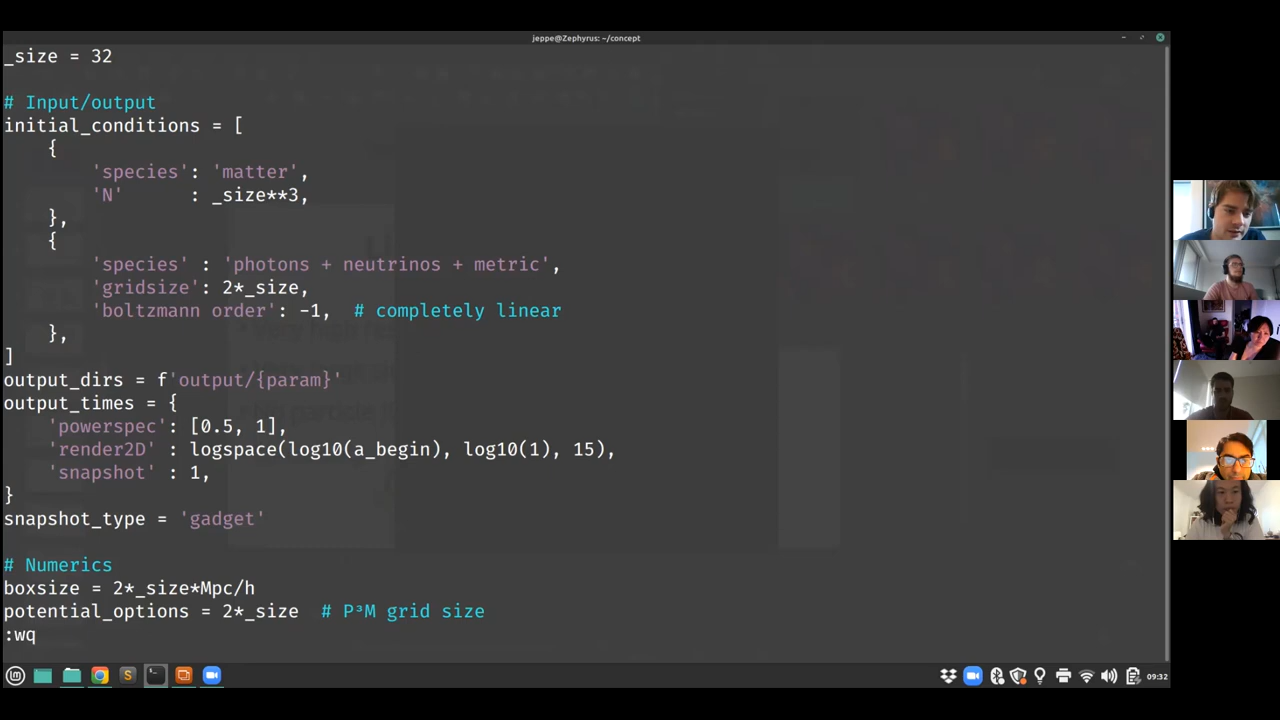 jeppe@Zephyrus: ~/concept
_size = 32
# Input/output
initial_conditions = [
    {
        'species': 'matter',
        'N'      : _size**3,
    },
    {
        'species' : 'photons + neutrinos + metric',
        'gridsize': 2*_size,
        'boltzmann order': -1,  # completely linear
    },
]
output_dirs = f'output/{param}'
output_times = {
    'powerspec': [0.5, 1],
    'render2D' : logspace(log10(a_begin), log10(1), 15),
    'snapshot' : 1,
}
snapshot_type = 'gadget'
# Numerics
boxsize = 2*_size*Mpc/h
potential_options = 2*_size  # P³M grid size
:wq
09:32